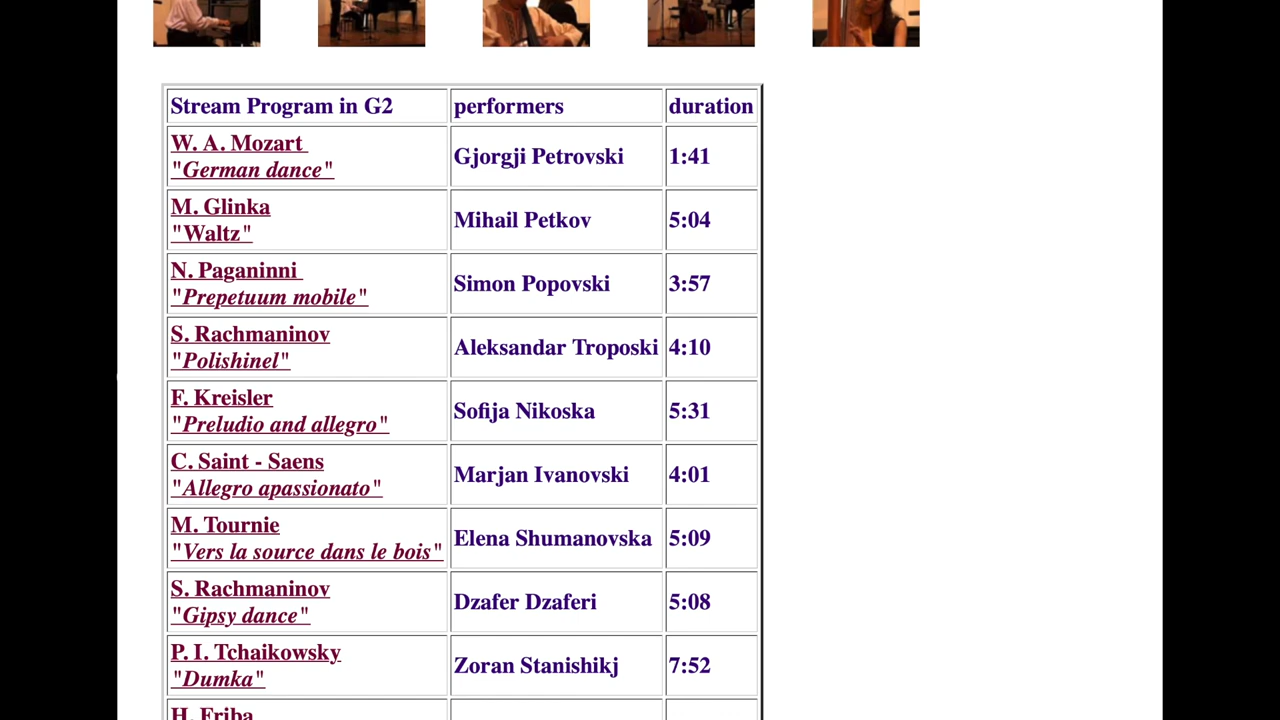 Stream Program in G2 performers duration
W. A. Mozart
"German dance" Gjorgji Petrovski 1:41
M. Glinka
"Waltz" Mihail Petkov 5:04
N. Paganinni
"Prepetuum mobile" Simon Popovski 3:57
S. Rachmaninov
"Polishinel" Aleksandar Troposki 4:10
F. Kreisler
"Preludio and allegro" Sofija Nikoska 5:31
C. Saint - Saens
"Allegro apassionato" Marjan Ivanovski 4:01
M. Tournie
"Vers la source dans le bois" Elena Shumanovska 5:09
S. Rachmaninov
"Gipsy dance" Dzafer Dzaferi 5:08
P. I. Tchaikowsky
"Dumka" Zoran Stanishikj 7:52
H. Friba